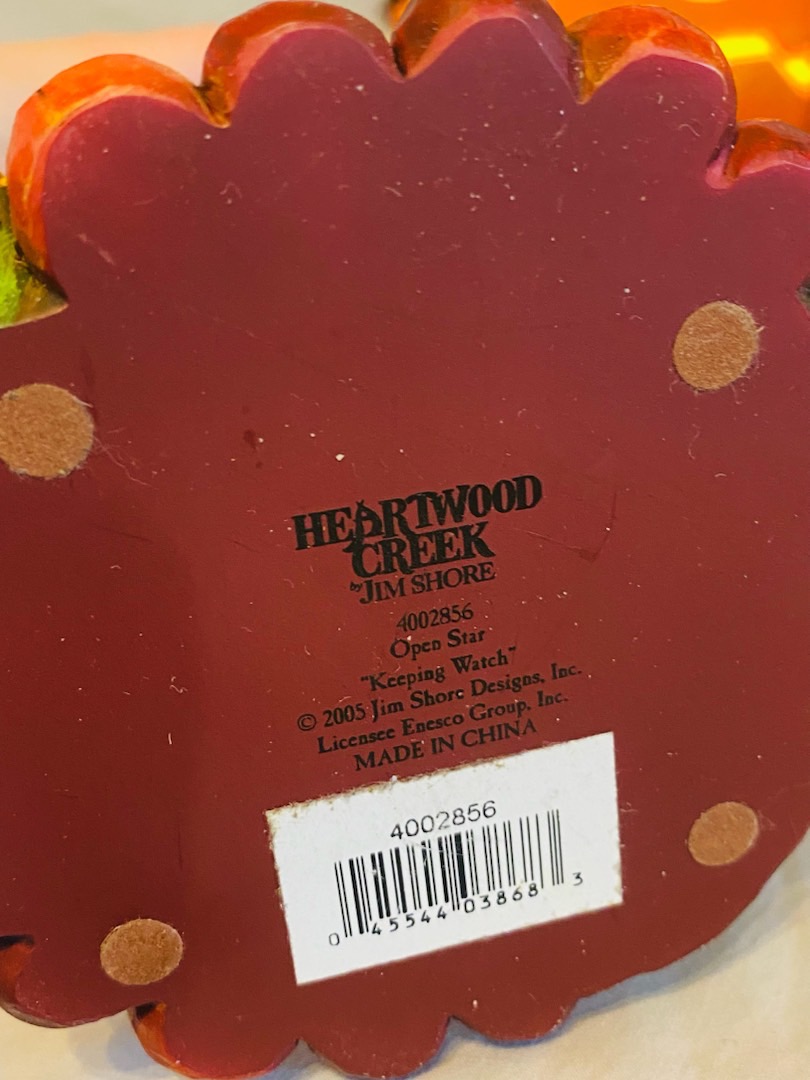 HEARTWOOD
CREEK
by JIM SHORE
4002856
Open Star
"Keeping Watch"
© 2005 Jim Shore Designs, Inc.
Licensee Enesco Group, Inc.
MADE IN CHINA
4002856
0 45544 03868 3